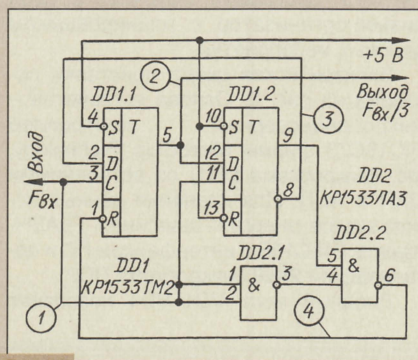 +5 В
2
Выход
Fвх/3
DD1.1
DD1.2
3
4
S
T
10
S
T
5
9
Вход
2
D
12
D
3
C
11
C
8
DD2
КР1533ЛА3
Fвх
1
R
13
R
DD2.2
DD1
КР1533ТМ2
DD2.1
5
4
&
6
1
2
&
3
1
4